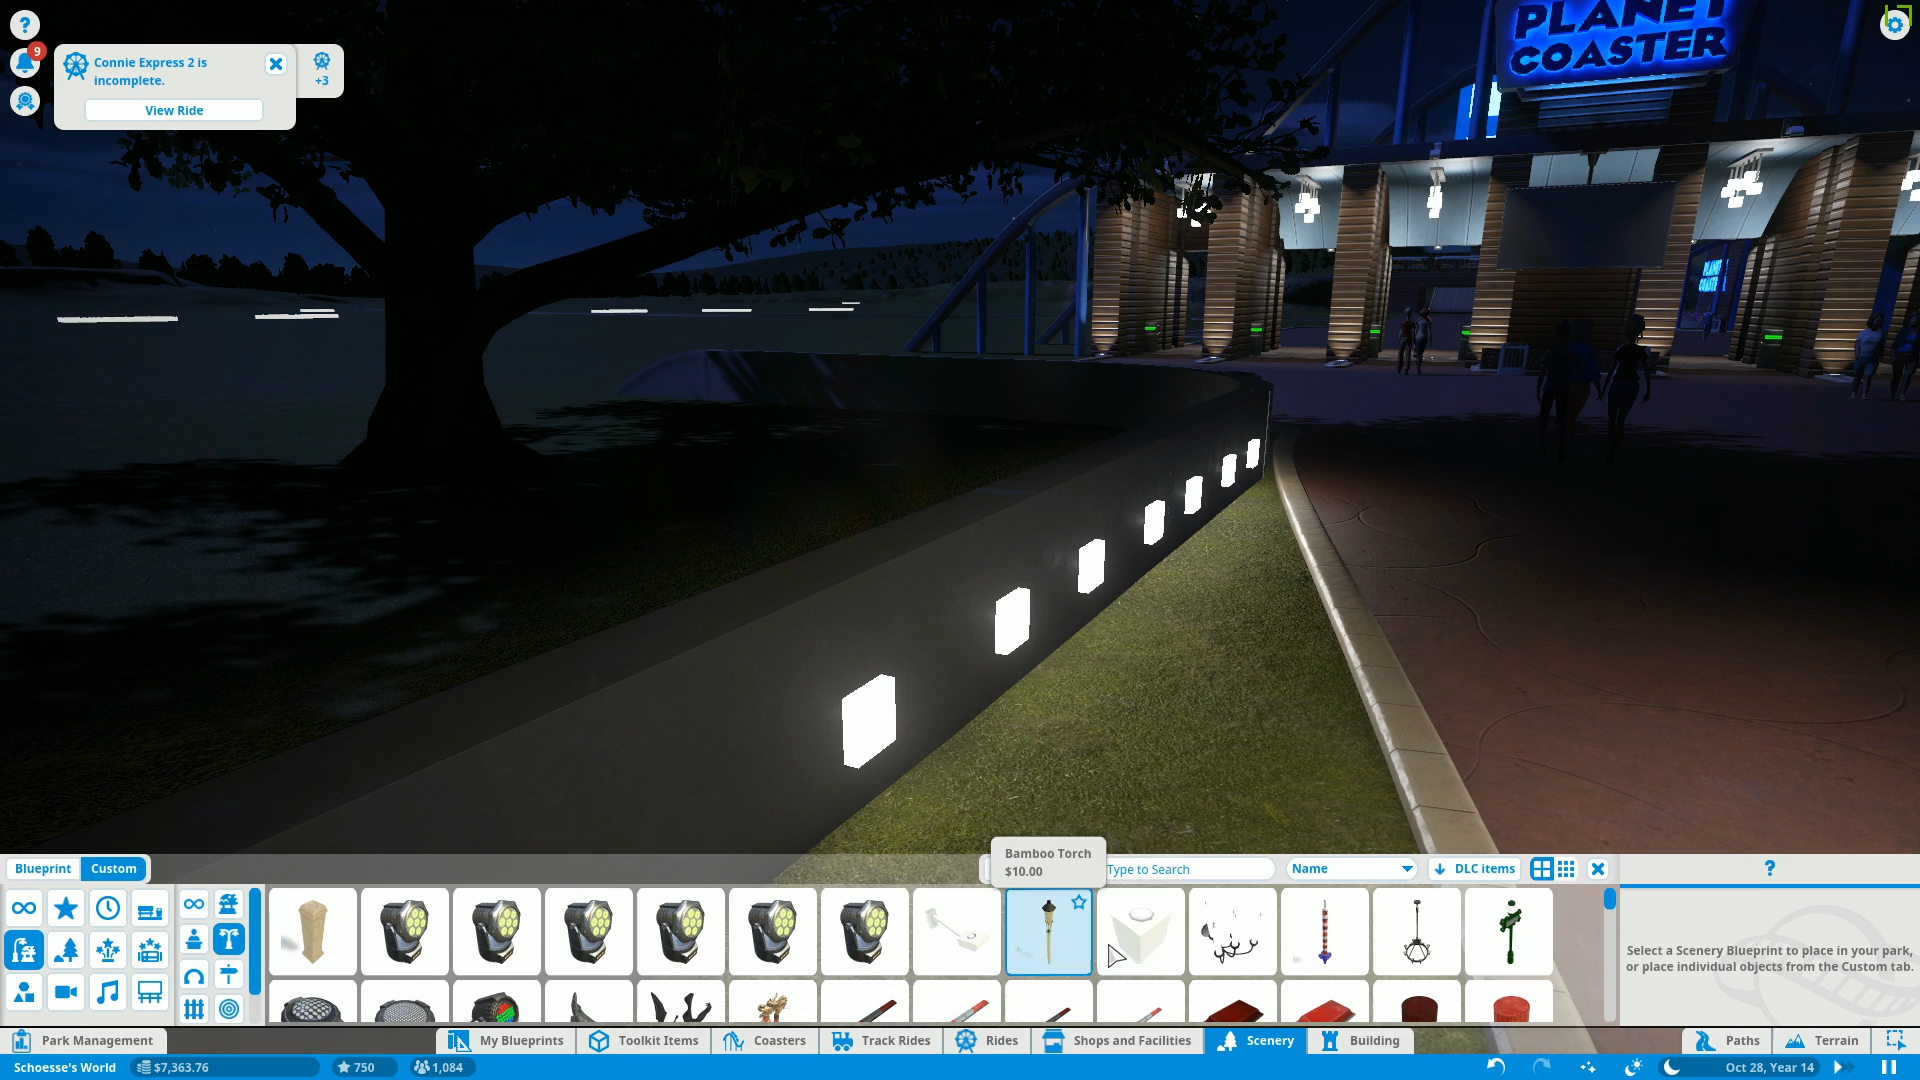 ?
9
Connie Express 2 is
incomplete.
View Ride
+3
PLANET
COASTER
Blueprint
Custom
Bamboo Torch
$10.00
Type to Search
Name
DLC items
?
Select a Scenery Blueprint to place in your park,
or place individual objects from the Custom tab.
Park Management
My Blueprints
Toolkit Items
Coasters
Track Rides
Rides
Shops and Facilities
Scenery
Building
Paths
Terrain
Schoesse's World
$7,363.76
750
1,084
Oct 28, Year 14